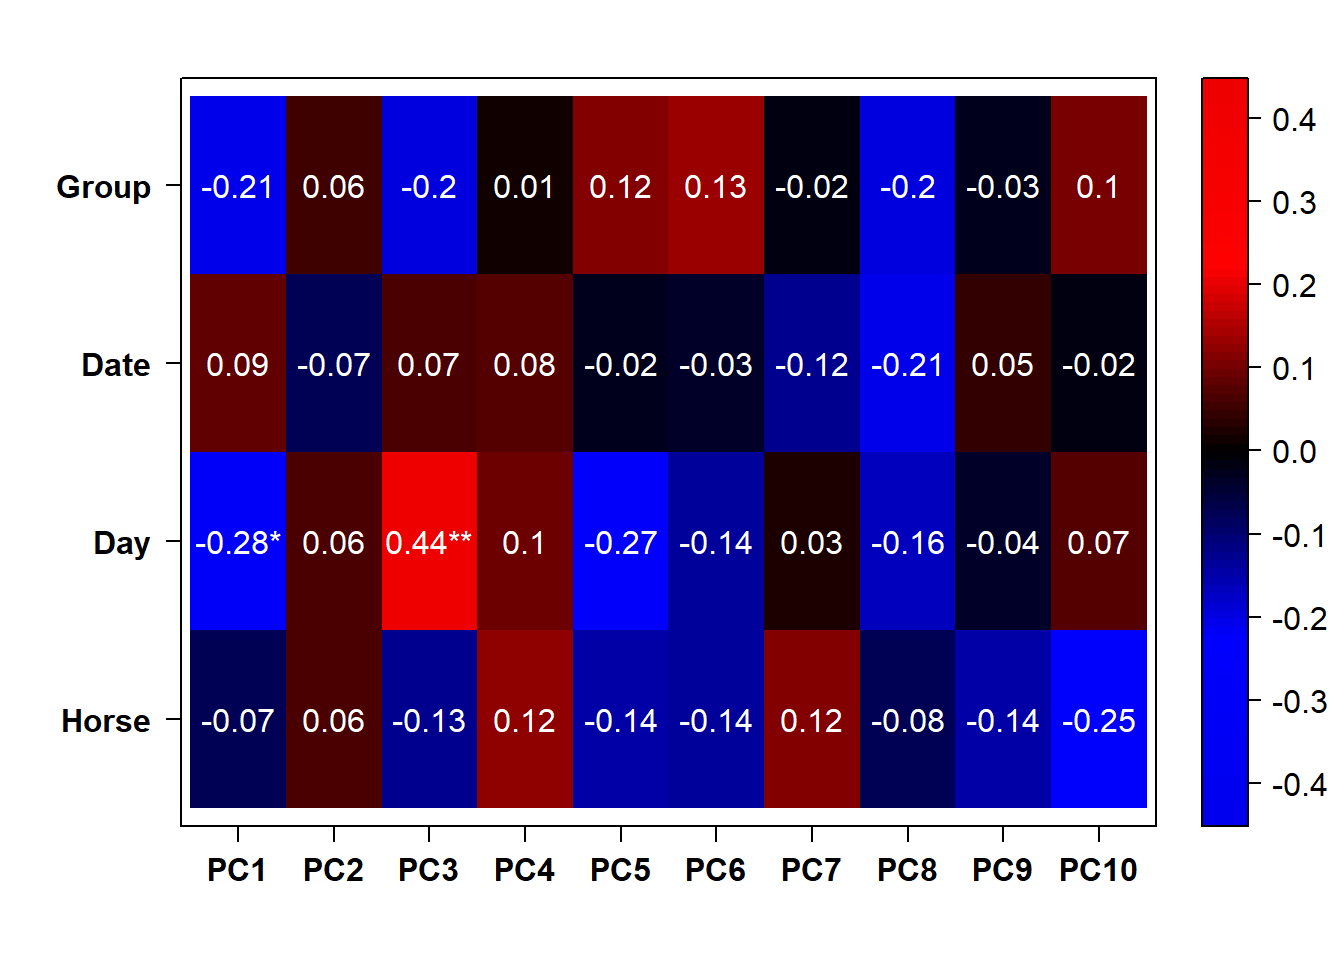 0.4
Group -0.21 0.06 -0.2 0.01 0.12 0.13 -0.02 -0.2 -0.03 0.1
0.3
0.2
Date 0.09 -0.07 0.07 0.08 -0.02 -0.03 -0.12 -0.21 0.05 -0.02
0.1
0.0
Day -0.28* 0.06 0.44** 0.1 -0.27 -0.14 0.03 -0.16 -0.04 0.07
-0.1
-0.2
Horse -0.07 0.06 -0.13 0.12 -0.14 -0.14 0.12 -0.08 -0.14 -0.25
-0.3
-0.4
PC1 PC2 PC3 PC4 PC5 PC6 PC7 PC8 PC9 PC10